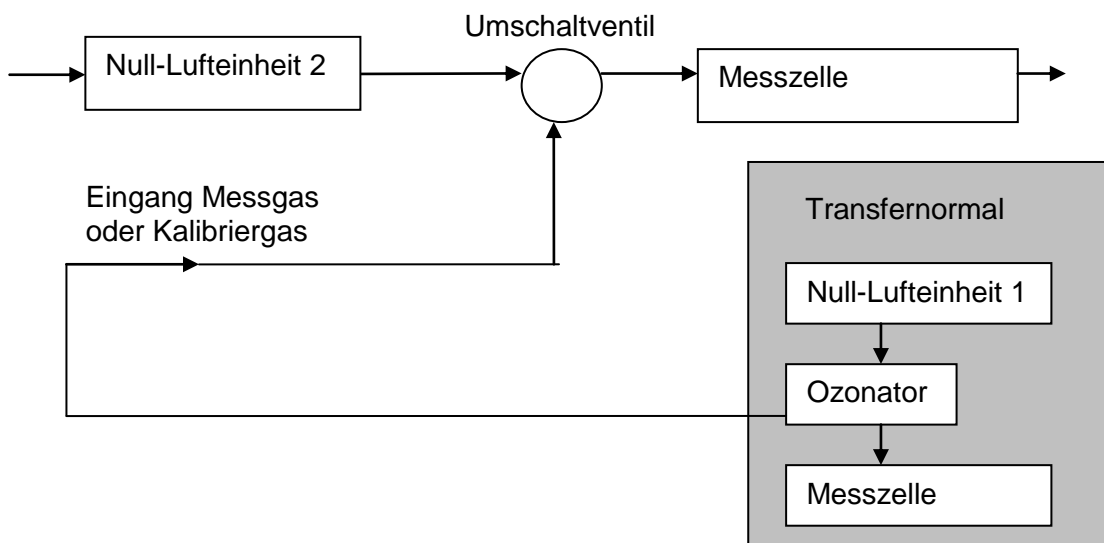 Umschaltventil
Null-Lufteinheit 2
Messzelle
Eingang Messgas
oder Kalibriergas
Transfernormal
Null-Lufteinheit 1
Ozonator
Messzelle